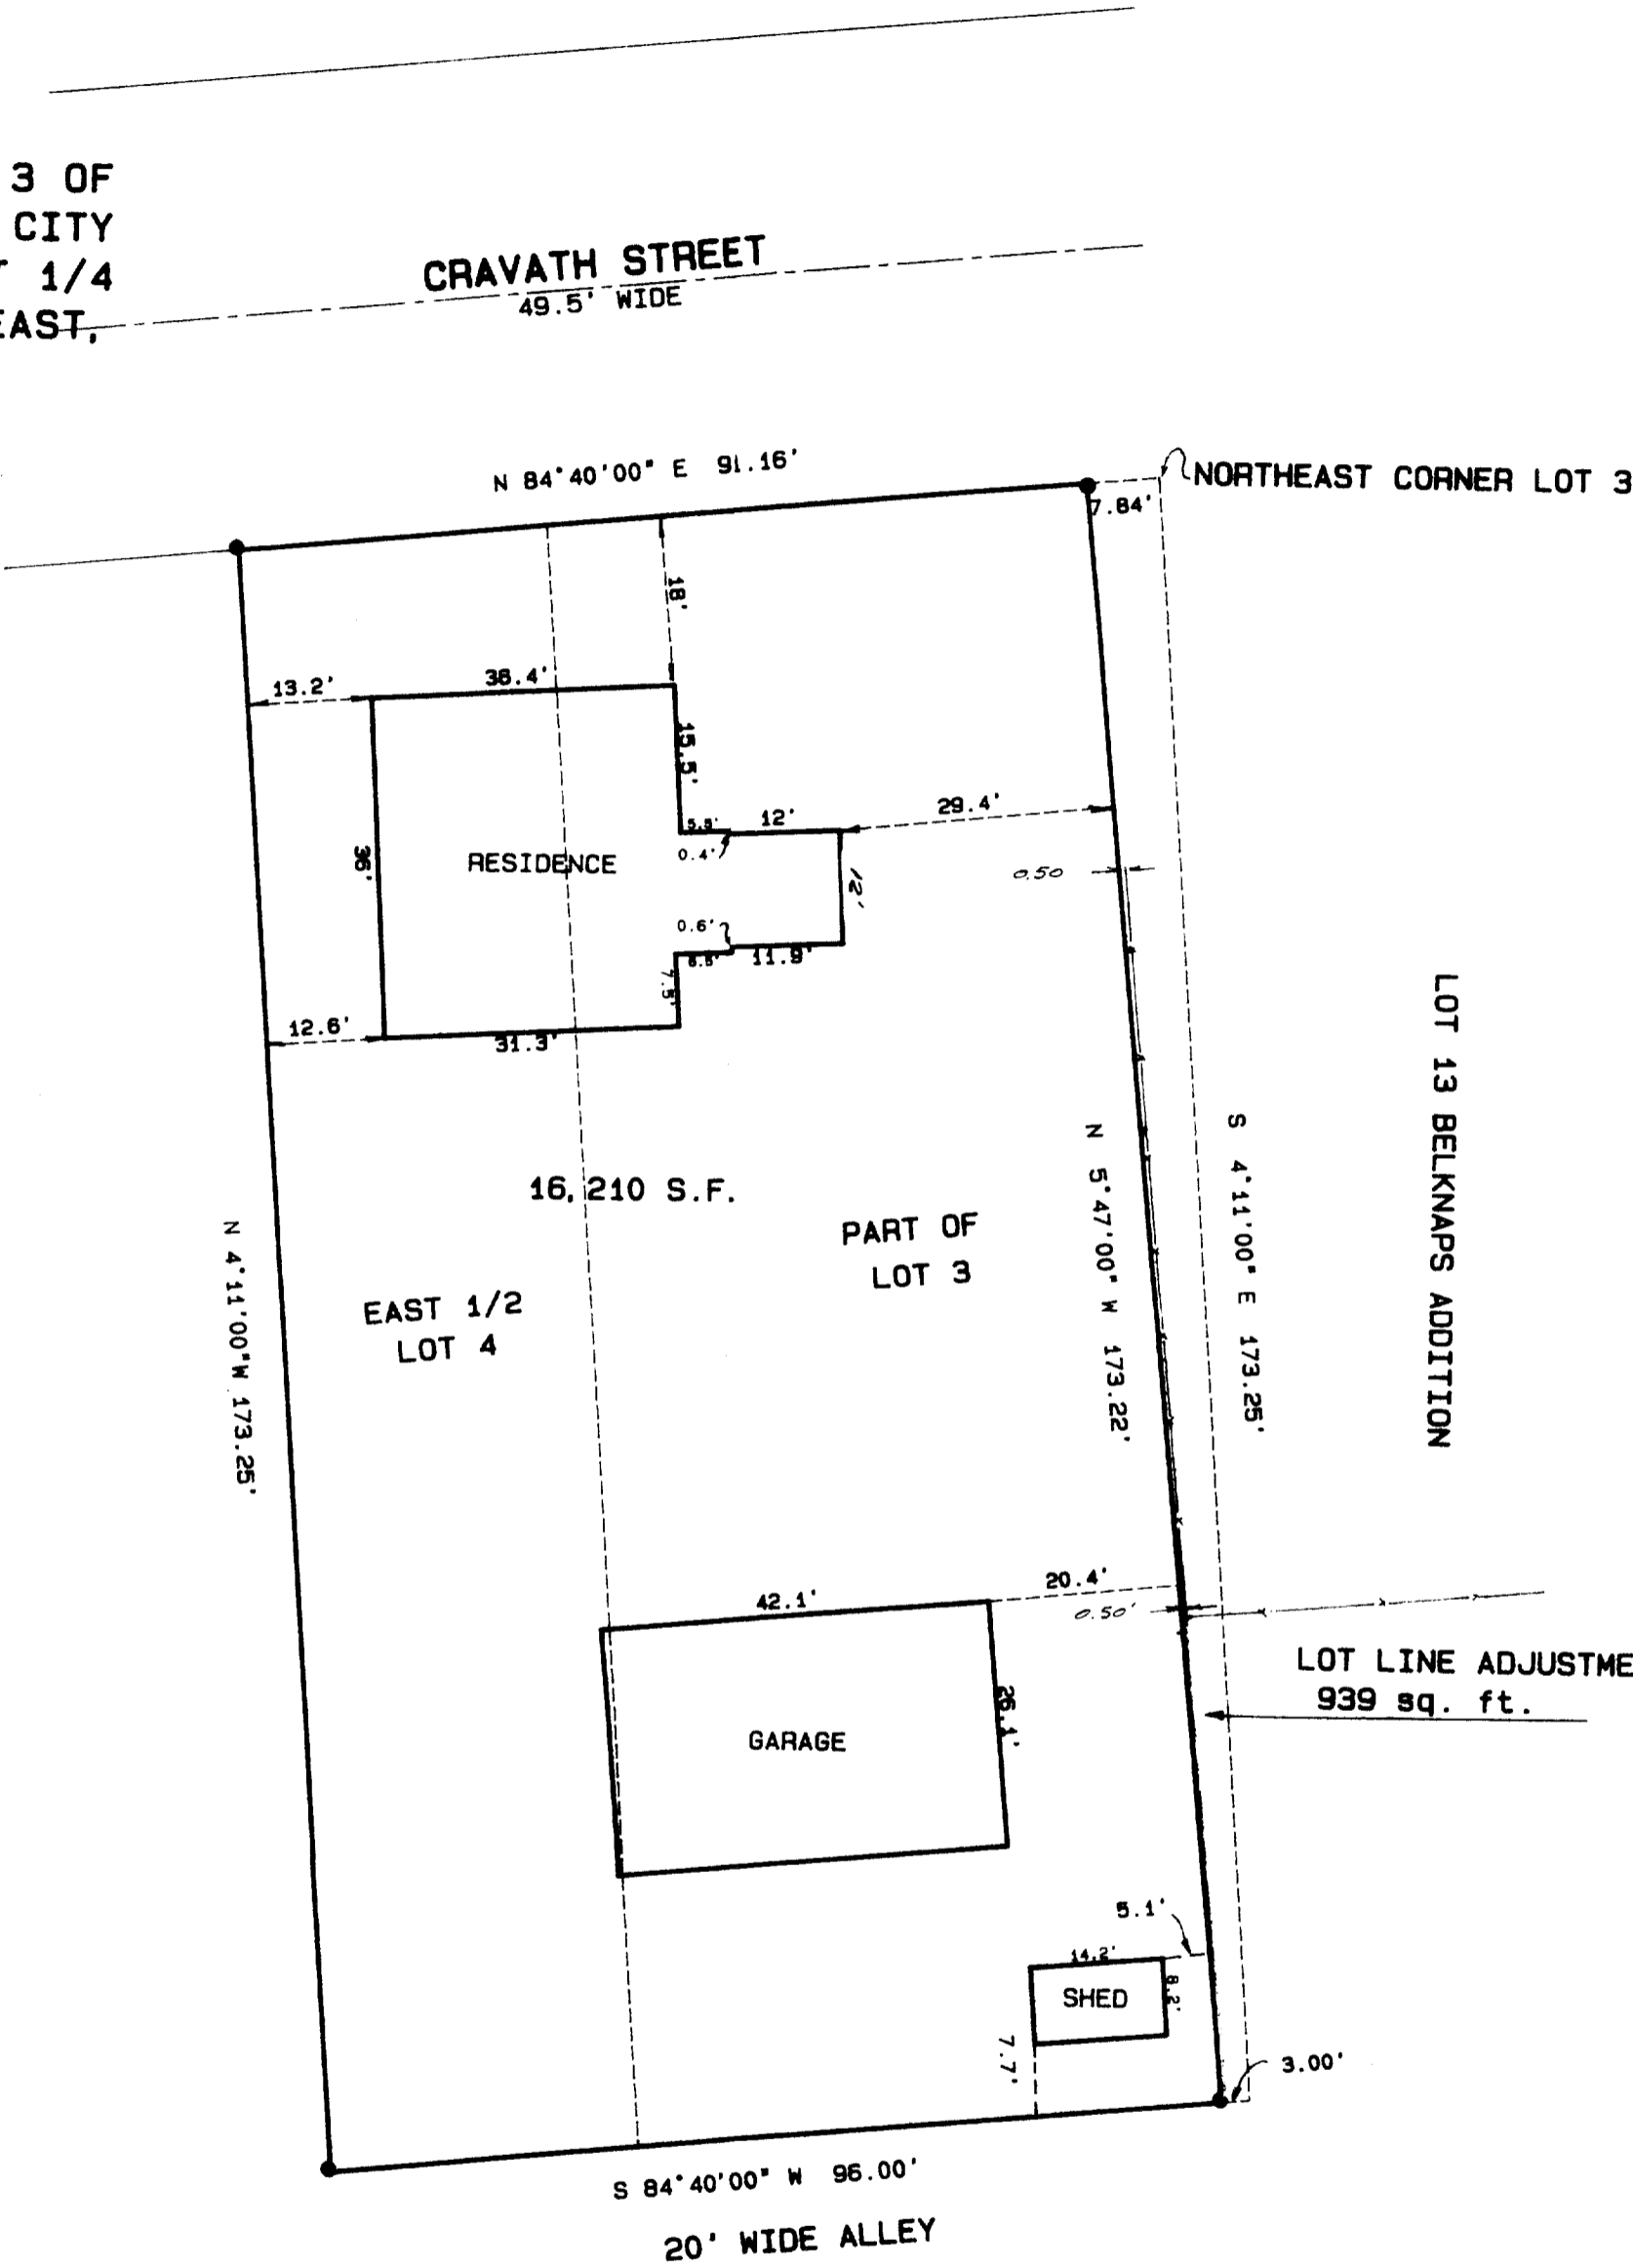 3 OF
CITY
1/4
EAST,
CRAVATH STREET
49.5' WIDE
N 84°40'00" E 91.16'
NORTHEAST CORNER LOT 3
7.84'
18'
13.2'
15.5'
12'
29.4'
0.4'
36'
RESIDENCE
12'
0.50
0.6'
11.9'
7.5'
12.6'
31.3'
LOT 13 BELKNAPS ADDITION
N 5°47'00" W 173.22'
S 4°11'00" E 173.25'
16,210 S.F.
PART OF
LOT 3
N 4°11'00"W 173.25'
EAST 1/2
LOT 4
42.1'
20.4'
0.50'
LOT LINE ADJUSTME
939 sq. ft.
26.1'
GARAGE
5.1'
14.2'
SHED
8.2'
7.7'
3.00'
S 84°40'00" W 96.00'
20' WIDE ALLEY